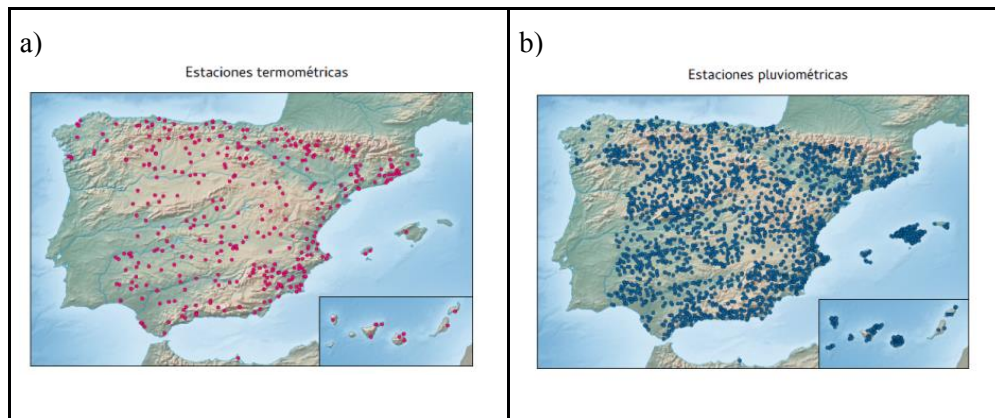 a)
Estaciones termométricas
b)
Estaciones pluviométricas